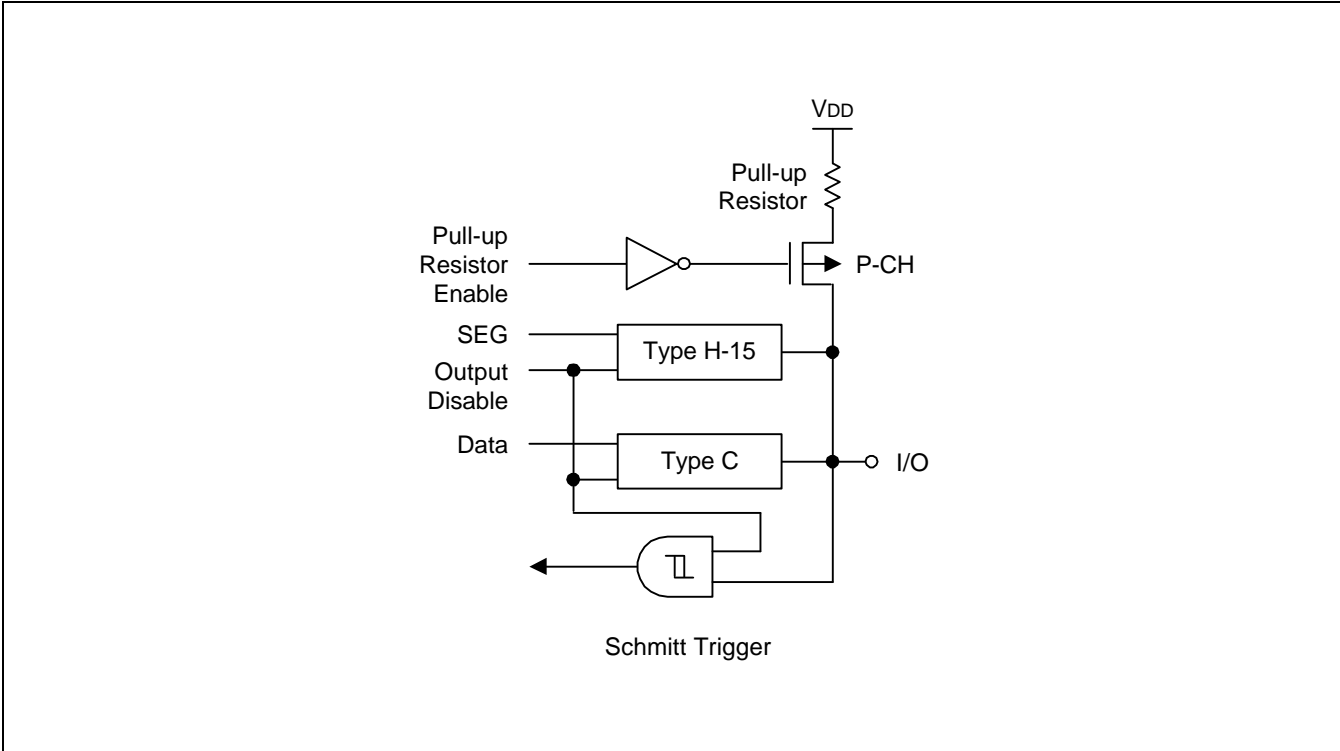 VDD
Pull-up
Resistor
Pull-up
Resistor
Enable
P-CH
SEG
Type H-15
Output
Disable
Data
Type C
I/O
Schmitt Trigger